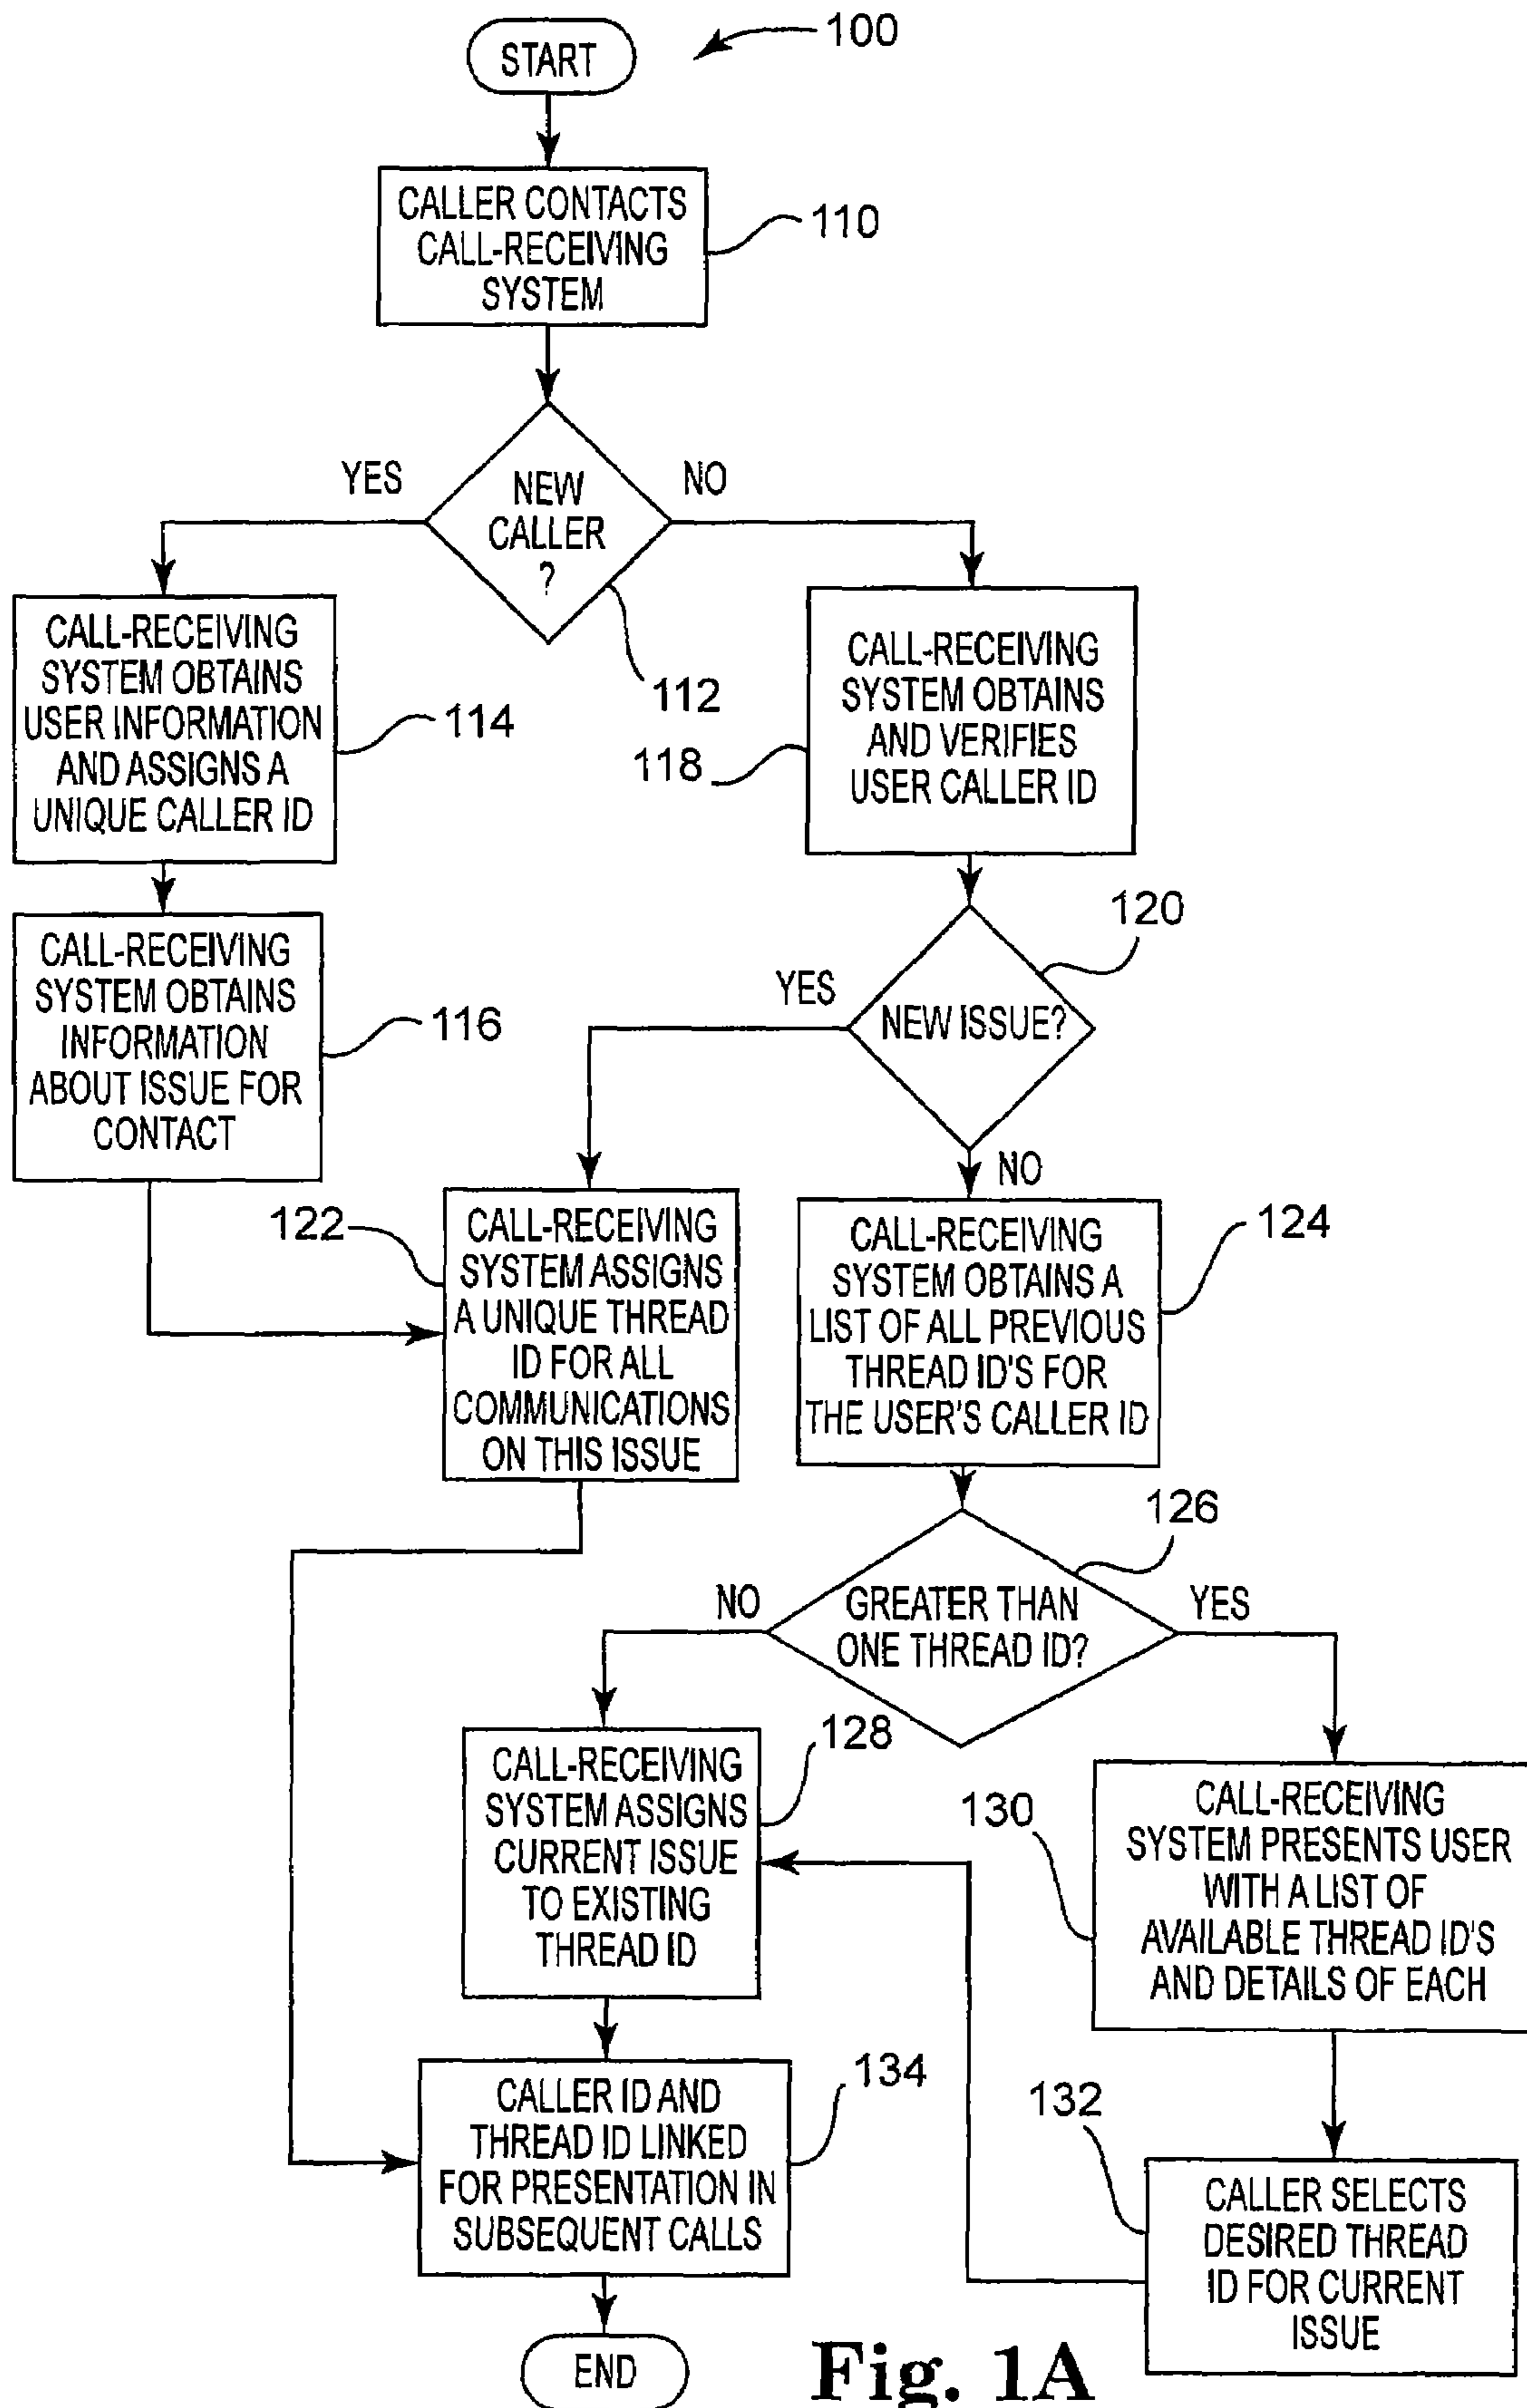 START
100
CALLER CONTACTS
CALL-RECEIVING
SYSTEM
110
YES
NEW
CALLER
?
NO
112
CALL-RECEIVING
SYSTEM OBTAINS
USER INFORMATION
AND ASSIGNS A
UNIQUE CALLER ID
114
CALL-RECEIVING
SYSTEM OBTAINS
AND VERIFIES
USER CALLER ID
118
CALL-RECEIVING
SYSTEM OBTAINS
INFORMATION
ABOUT ISSUE FOR
CONTACT
116
120
YES
NEW ISSUE?
NO
122
CALL-RECEIVING
SYSTEM ASSIGNS
A UNIQUE THREAD
ID FOR ALL
COMMUNICATIONS
ON THIS ISSUE
CALL-RECEIVING
SYSTEM OBTAINS A
LIST OF ALL PREVIOUS
THREAD ID'S FOR
THE USER'S CALLER ID
124
126
NO
GREATER THAN
ONE THREAD ID?
YES
CALL-RECEIVING
SYSTEM ASSIGNS
CURRENT ISSUE
TO EXISTING
THREAD ID
128
130
CALL-RECEIVING
SYSTEM PRESENTS USER
WITH A LIST OF
AVAILABLE THREAD ID'S
AND DETAILS OF EACH
CALLER ID AND
THREAD ID LINKED
FOR PRESENTATION IN
SUBSEQUENT CALLS
134
132
CALLER SELECTS
DESIRED THREAD
ID FOR CURRENT
ISSUE
END
Fig. 1A